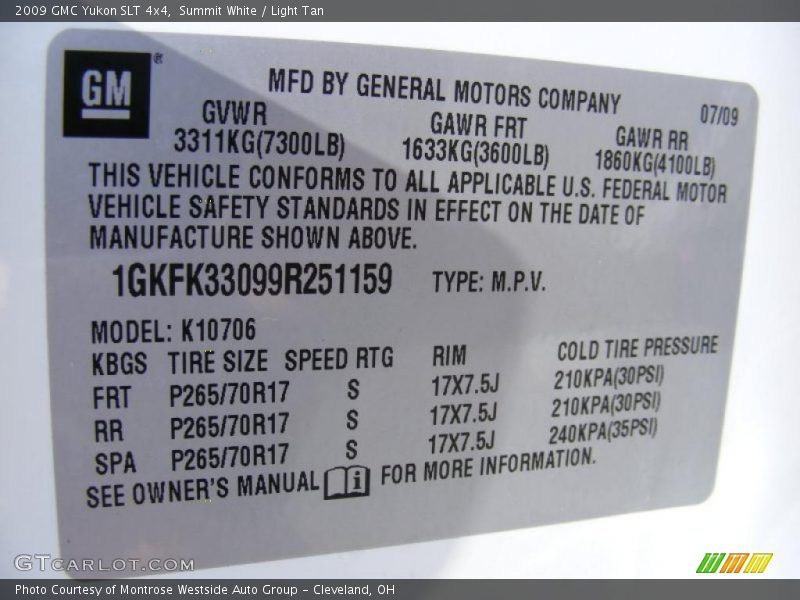 2009 GMC Yukon SLT 4x4, Summit White / Light Tan
GM ®
MFD BY GENERAL MOTORS COMPANY 07/09
GVWR GAWR FRT GAWR RR
3311KG(7300LB) 1633KG(3600LB) 1860KG(4100LB)
THIS VEHICLE CONFORMS TO ALL APPLICABLE U.S. FEDERAL MOTOR
VEHICLE SAFETY STANDARDS IN EFFECT ON THE DATE OF
MANUFACTURE SHOWN ABOVE.
1GKFK33099R251159 TYPE: M.P.V.
MODEL: K10706
KBGS TIRE SIZE SPEED RTG RIM COLD TIRE PRESSURE
FRT P265/70R17 S 17X7.5J 210KPA(30PSI)
RR P265/70R17 S 17X7.5J 210KPA(30PSI)
SPA P265/70R17 S 17X7.5J 240KPA(35PSI)
SEE OWNER'S MANUAL i FOR MORE INFORMATION.
GTCARLOT.COM
Photo Courtesy of Montrose Westside Auto Group - Cleveland, OH